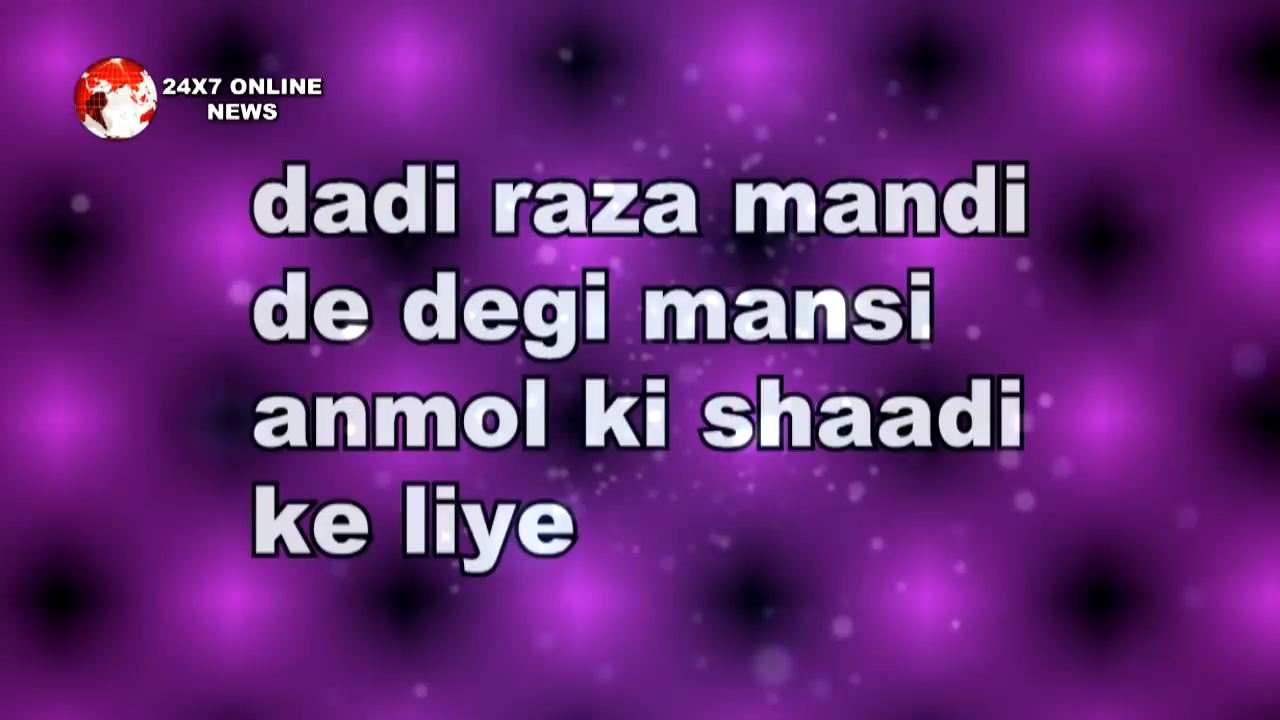 24X7 ONLINE
NEWS
dadi raza mandi
de degi mansi
anmol ki shaadi
ke liye